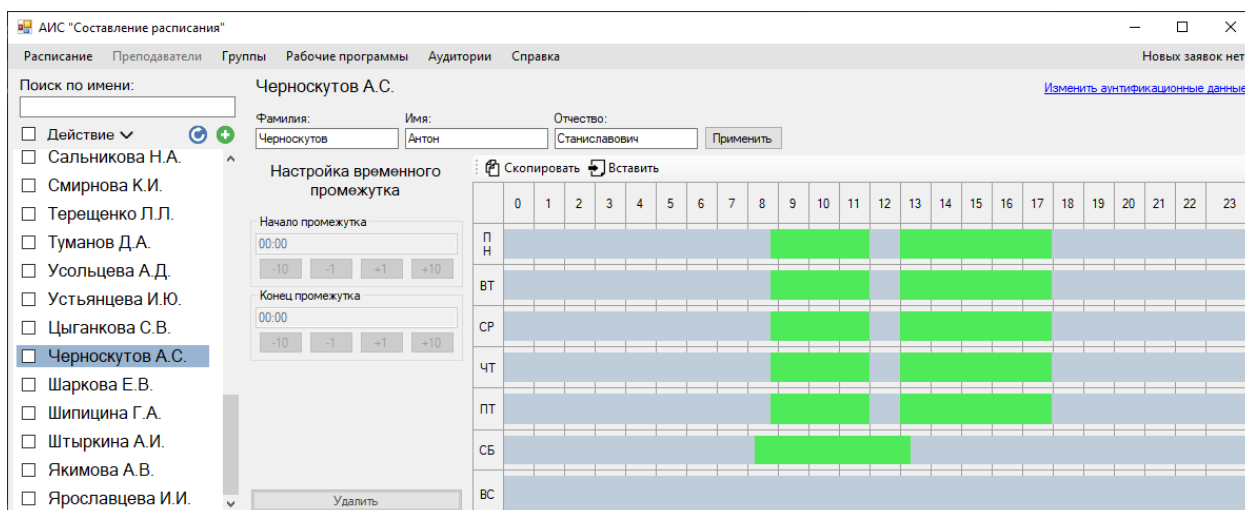 АИС "Составление расписания"
Расписание Преподаватели Группы Рабочие программы Аудитории Справка Новых заявок нет
Поиск по имени:
Действие
Сальникова Н.А.
Смирнова К.И.
Терещенко Л.Л.
Туманов Д.А.
Усольцева А.Д.
Устьянцева И.Ю.
Цыганкова С.В.
Черноскутов А.С.
Шаркова Е.В.
Шипицина Г.А.
Штыркина А.И.
Якимова А.В.
Ярославцева И.И.
Черноскутов А.С.
Изменить аунтификационные данные
Фамилия: Имя: Отчество:
Черноскутов Антон Станиславович Применить
Настройка временного
промежутка
Начало промежутка
00:00
-10 -1 +1 +10
Конец промежутка
00:00
-10 -1 +1 +10
Удалить
Скопировать Вставить
0 1 2 3 4 5 6 7 8 9 10 11 12 13 14 15 16 17 18 19 20 21 22 23
П
Н
ВТ
СР
ЧТ
ПТ
СБ
ВС